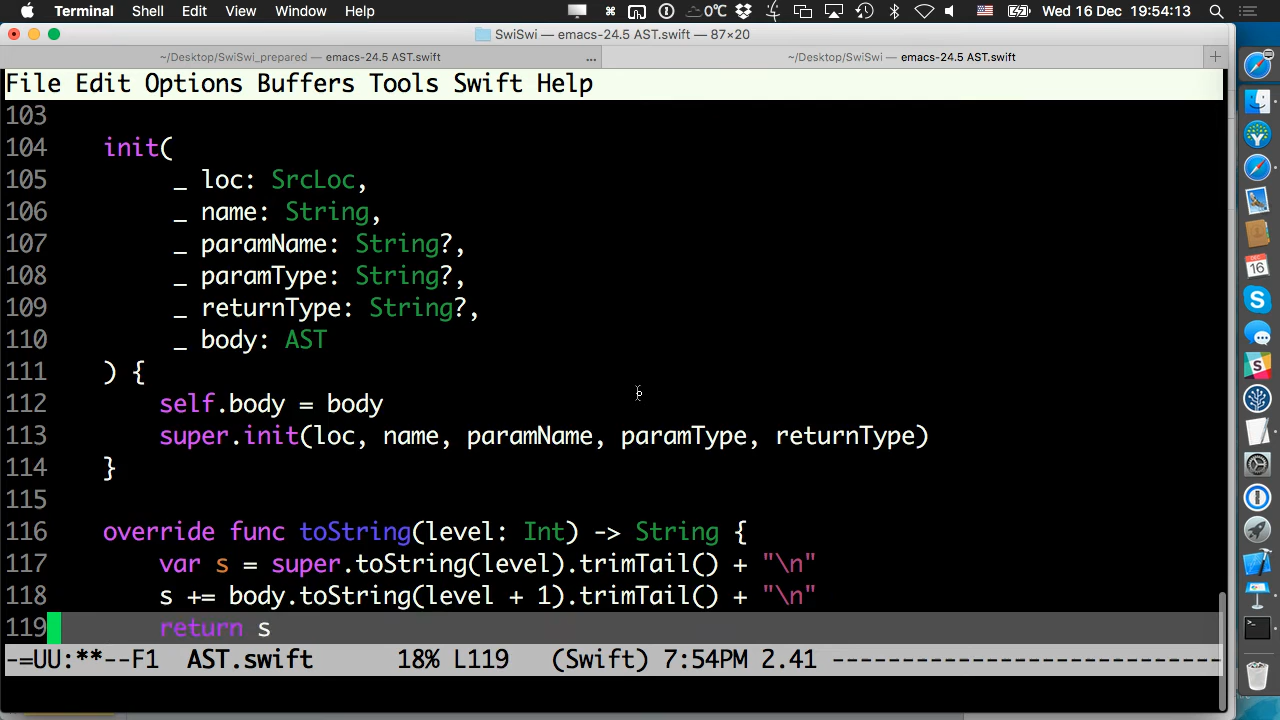 Terminal Shell Edit View Window Help 0°C Wed 16 Dec 19:54:13
SwiSwi — emacs-24.5 AST.swift — 87×20
~/Desktop/SwiSwi_prepared — emacs-24.5 AST.swift ... ~/Desktop/SwiSwi — emacs-24.5 AST.swift +
File Edit Options Buffers Tools Swift Help
103
104 init(
105 _ loc: SrcLoc,
106 _ name: String,
107 _ paramName: String?,
108 _ paramType: String?,
109 _ returnType: String?,
110 _ body: AST
111 ) {
112 self.body = body
113 super.init(loc, name, paramName, paramType, returnType)
114 }
115
116 override func toString(level: Int) -> String {
117 var s = super.toString(level).trimTail() + "\n"
118 s += body.toString(level + 1).trimTail() + "\n"
119 return s
-=UU:**--F1 AST.swift 18% L119 (Swift) 7:54PM 2.41 -----------------------------